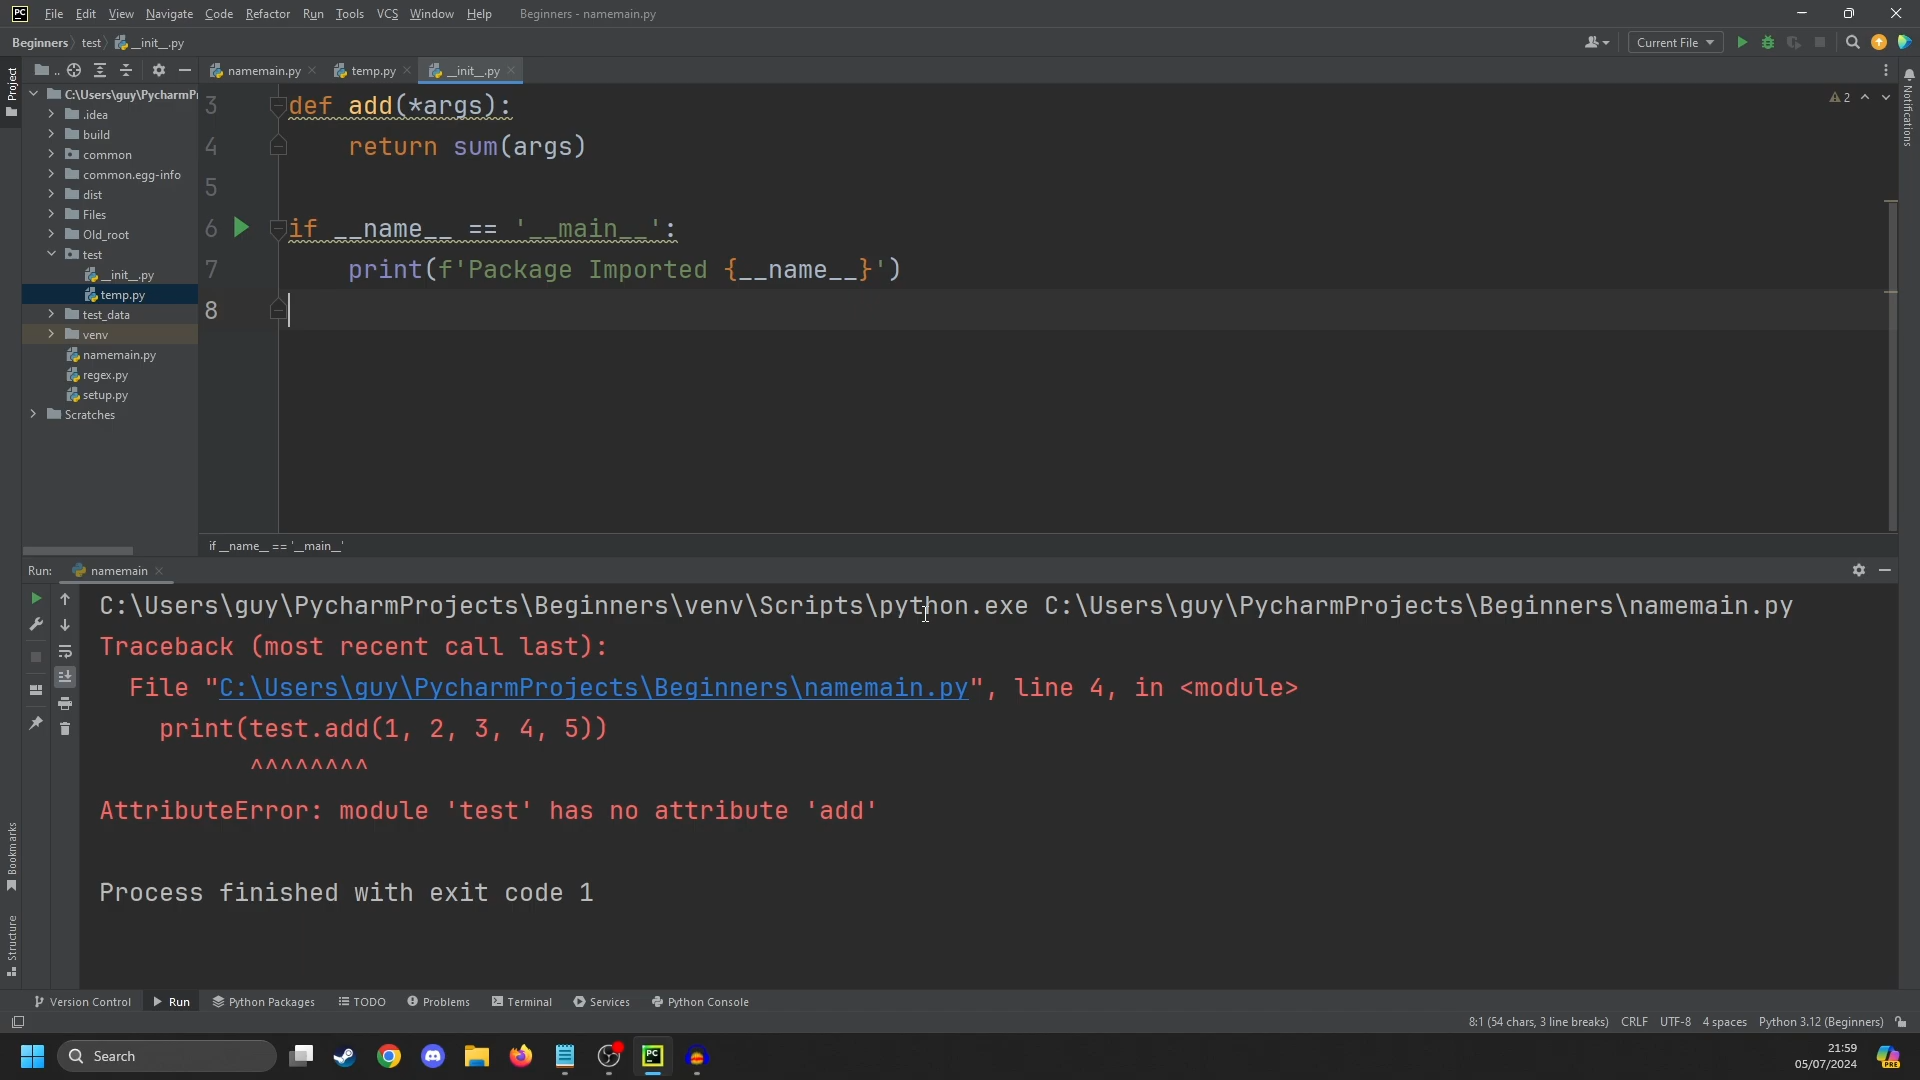 PC File Edit View Navigate Code Refactor Run Tools VCS Window Help Beginners - namemain.py
Beginners test __init__.py Current File
.. namemain.py temp.py __init__.py
Project
C:\Users\guy\PycharmP
.idea
build
common
common.egg-info
dist
Files
Old_root
test
__init__.py
temp.py
test_data
venv
namemain.py
regex.py
setup.py
Scratches
3 def add(*args):
4 return sum(args)
5
6 if __name__ == '__main__':
7 print(f'Package Imported {__name__}')
8
2
Notifications
if __name__ == '__main__'
Run: namemain
C:\Users\guy\PycharmProjects\Beginners\venv\Scripts\python.exe C:\Users\guy\PycharmProjects\Beginners\namemain.py
Traceback (most recent call last):
File "C:\Users\guy\PycharmProjects\Beginners\namemain.py", line 4, in <module>
print(test.add(1, 2, 3, 4, 5))
^^^^^^^^
AttributeError: module 'test' has no attribute 'add'
Process finished with exit code 1
Bookmarks
Structure
Version Control Run Python Packages TODO Problems Terminal Services Python Console
8:1 (54 chars, 3 line breaks) CRLF UTF-8 4 spaces Python 3.12 (Beginners)
Search PC PRE
21:59
05/07/2024